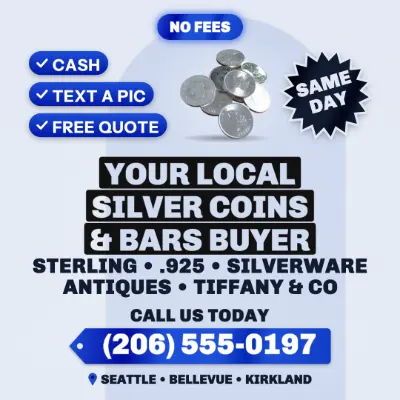 NO FEES
CASH
TEXT A PIC
FREE QUOTE
SAME
DAY
YOUR LOCAL
SILVER COINS
& BARS BUYER
STERLING • .925 • SILVERWARE
ANTIQUES • TIFFANY & CO
CALL US TODAY
(206) 555-0197
SEATTLE • BELLEVUE • KIRKLAND